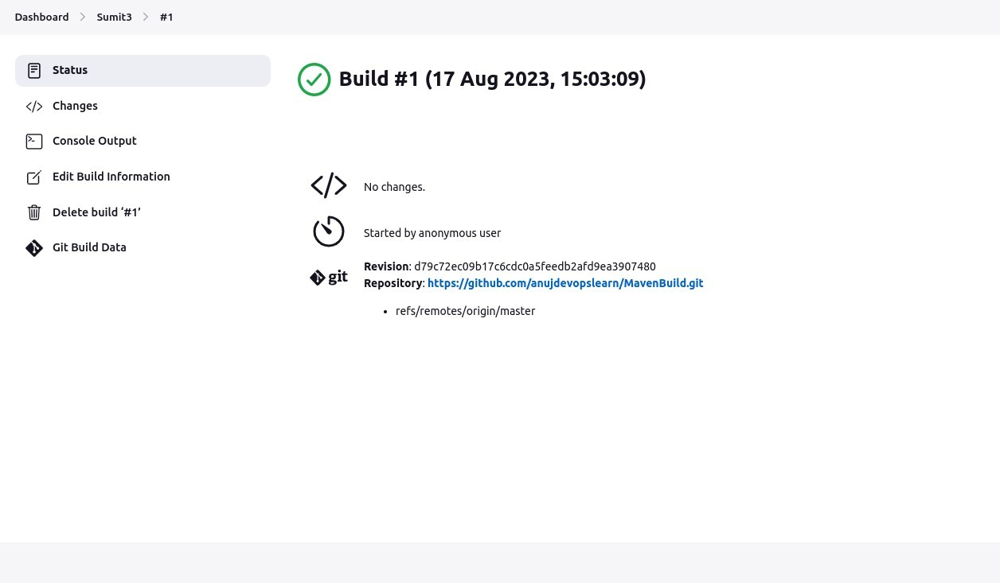 Dashboard > Sumit3 > #1
Status
Changes
Console Output
Edit Build Information
Delete build ‘#1’
Git Build Data
Build #1 (17 Aug 2023, 15:03:09)
No changes.
Started by anonymous user
git
Revision: d79c72ec09b17c6cdc0a5feedb2afd9ea3907480
Repository: https://github.com/anujdevopslearn/MavenBuild.git
• refs/remotes/origin/master